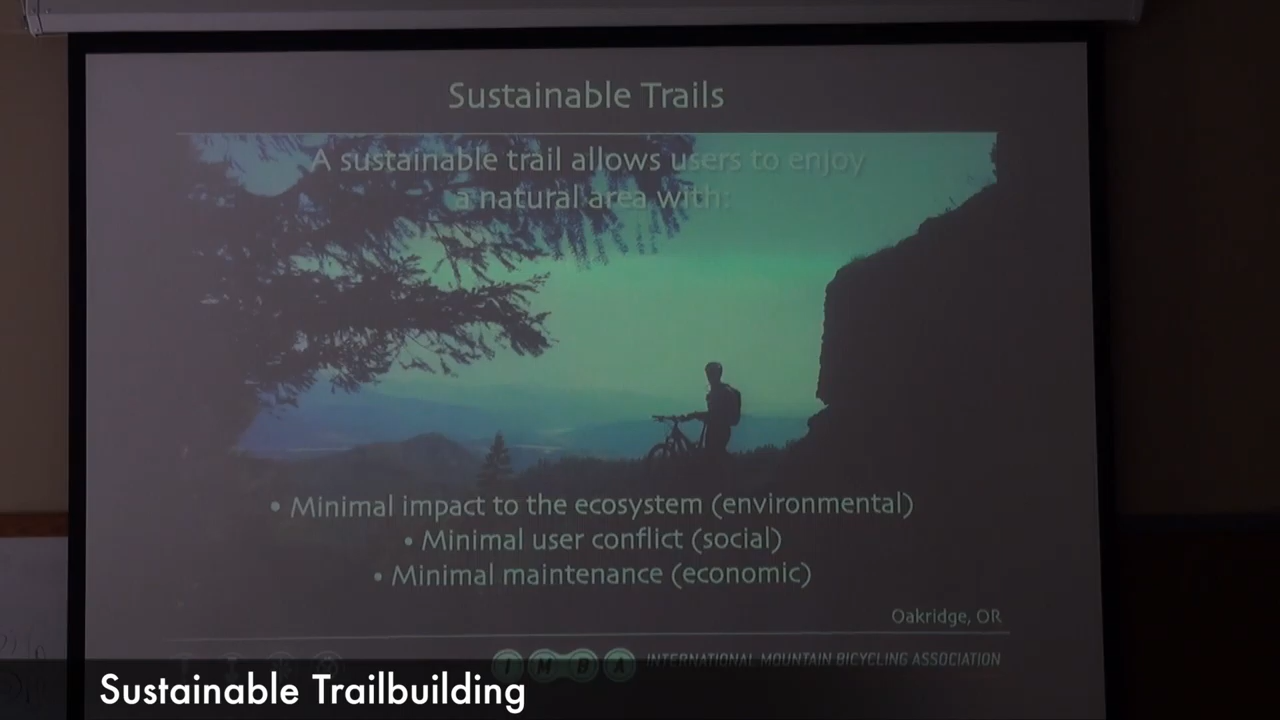 Sustainable Trails
A sustainable trail allows users to enjoy
a natural area with:
• Minimal impact to the ecosystem (environmental)
• Minimal user conflict (social)
• Minimal maintenance (economic)
Oakridge, OR
I M B A INTERNATIONAL MOUNTAIN BICYCLING ASSOCIATION
Sustainable Trailbuilding